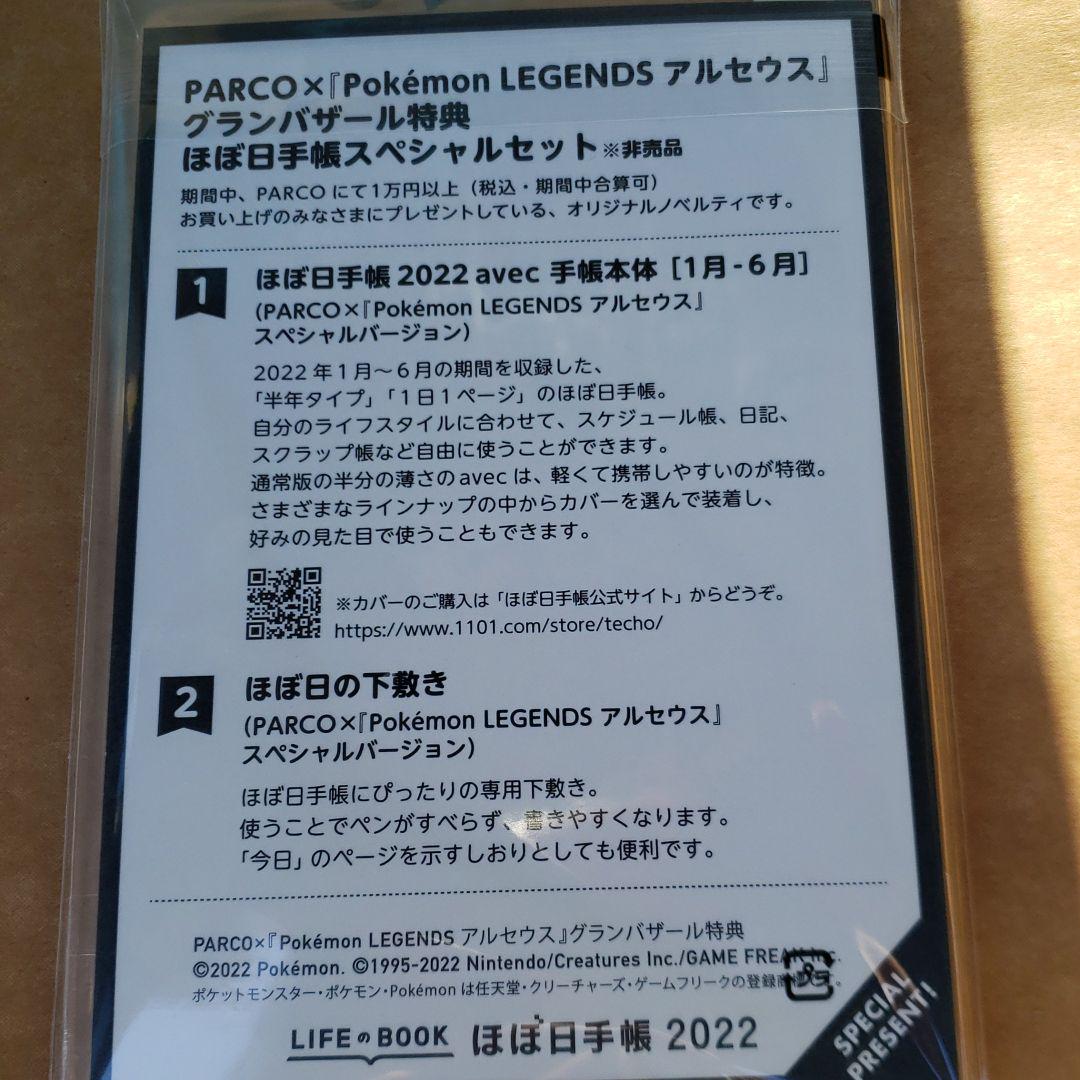 PARCO×『Pokémon LEGENDS アルセウス』
グランバザール特典
ほぼ日手帳スペシャルセット※非売品
期間中、PARCOにて1万円以上（税込・期間中合算可）
お買い上げのみなさまにプレゼントしている、オリジナルノベルティです。
1
ほぼ日手帳 2022 avec 手帳本体［1月-6月］
(PARCO×『Pokémon LEGENDS アルセウス』
スペシャルバージョン)
2022年1月～6月の期間を収録した、
「半年タイプ」「1日1ページ」のほぼ日手帳。
自分のライフスタイルに合わせて、スケジュール帳、日記、
スクラップ帳など自由に使うことができます。
通常版の半分の薄さのavecは、軽くて携帯しやすいのが特徴。
さまざまなラインナップの中からカバーを選んで装着し、
好みの見た目で使うこともできます。
※カバーのご購入は「ほぼ日手帳公式サイト」からどうぞ。
https://www.1101.com/store/techo/
2
ほぼ日の下敷き
(PARCO×『Pokémon LEGENDS アルセウス』
スペシャルバージョン)
ほぼ日手帳にぴったりの専用下敷き。
使うことでペンがすべらず、書きやすくなります。
「今日」のページを示すしおりとしても便利です。
PARCO×『Pokémon LEGENDS アルセウス』グランバザール特典
©2022 Pokémon. ©1995-2022 Nintendo/Creatures Inc./GAME FREAK inc.
ポケットモンスター・ポケモン・Pokémonは任天堂・クリーチャーズ・ゲームフリークの登録商標です。
プラ
LIFEのBOOK ほぼ日手帳 2022
SPECIAL
PRESENT!